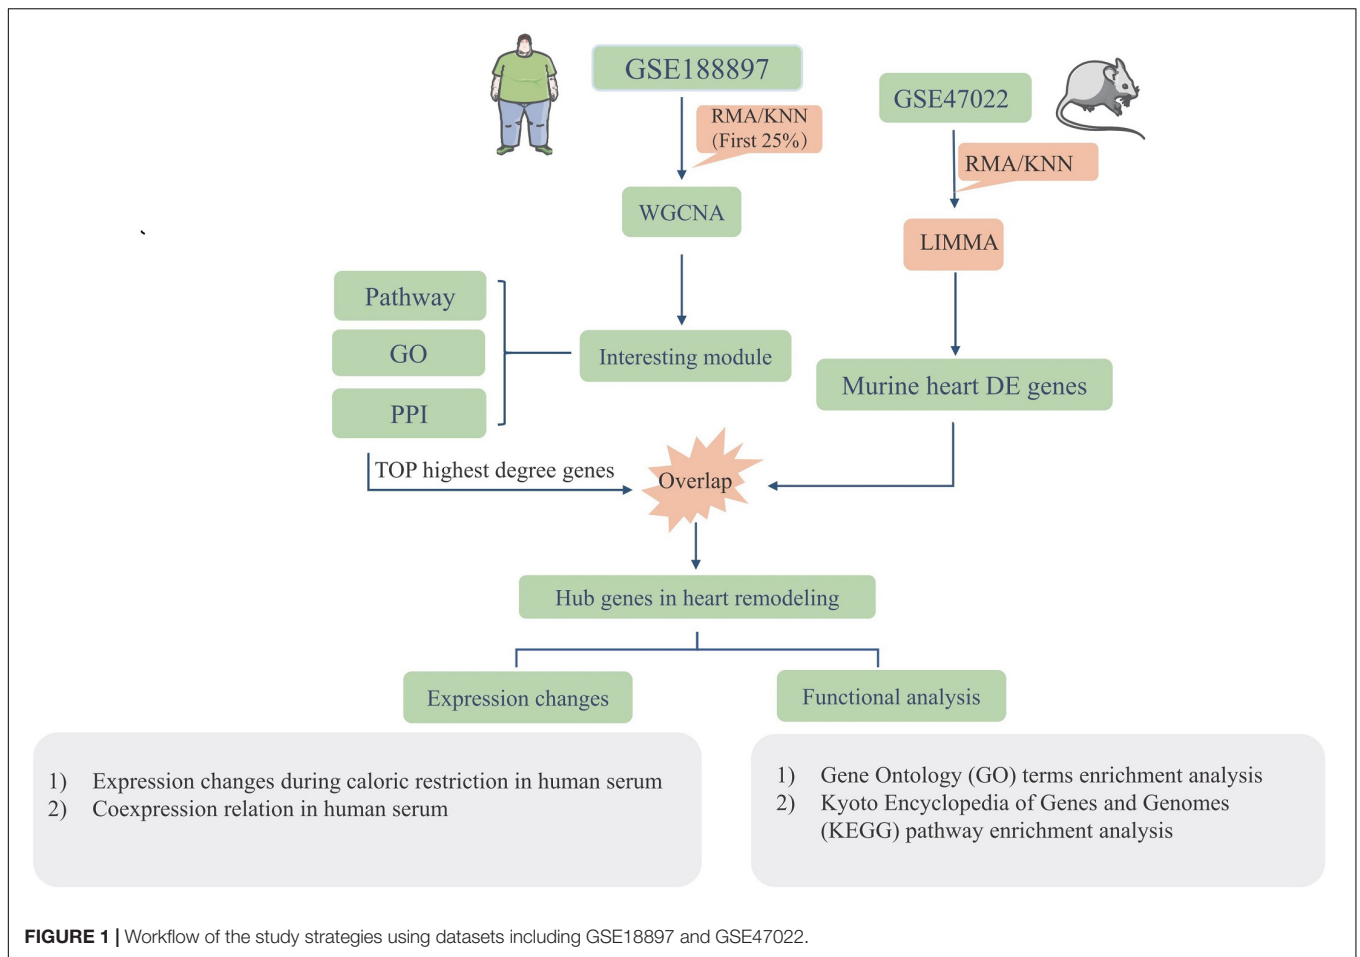 GSE188897
RMA/KNN
(First 25%)
WGCNA
Interesting module
Pathway
GO
PPI
TOP highest degree genes
GSE47022
RMA/KNN
LIMMA
Murine heart DE genes
Overlap
Hub genes in heart remodeling
Expression changes
Functional analysis
1) Expression changes during caloric restriction in human serum
2) Coexpression relation in human serum
1) Gene Ontology (GO) terms enrichment analysis
2) Kyoto Encyclopedia of Genes and Genomes
(KEGG) pathway enrichment analysis
FIGURE 1 | Workflow of the study strategies using datasets including GSE18897 and GSE47022.